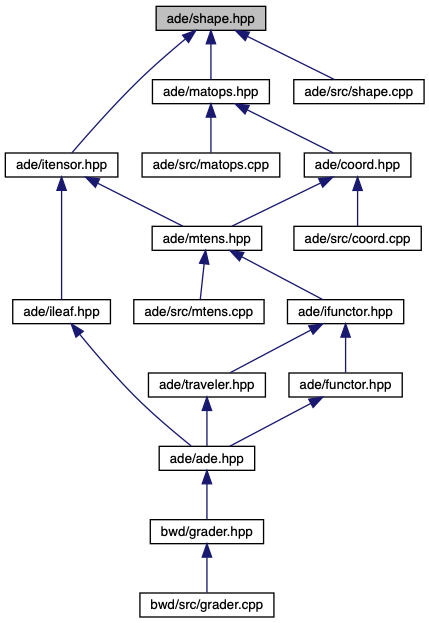 ade/shape.hpp
ade/matops.hpp
ade/src/shape.cpp
ade/itensor.hpp
ade/src/matops.cpp
ade/coord.hpp
ade/mtens.hpp
ade/src/coord.cpp
ade/ileaf.hpp
ade/src/mtens.cpp
ade/ifunctor.hpp
ade/traveler.hpp
ade/functor.hpp
ade/ade.hpp
bwd/grader.hpp
bwd/src/grader.cpp